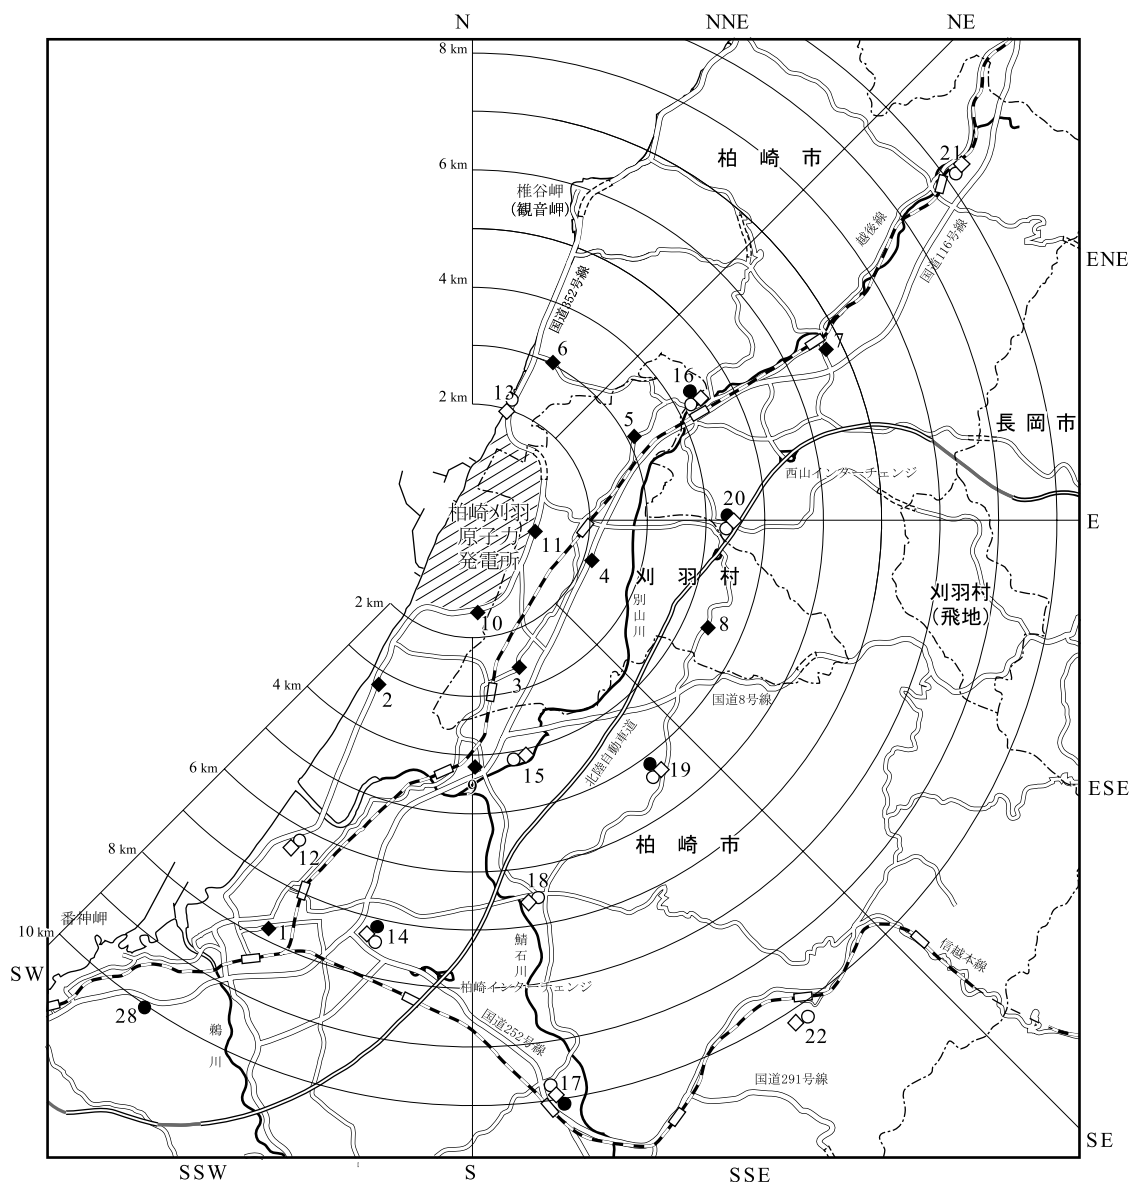 N
NNE
NE
8 km
柏崎市
21
6 km
椎谷岬
(観音岬)
越後線
国道116号線
ENE
4 km
国道352号線
6
7
16
13
2 km
5
長岡市
西山インターチェンジ
20
柏崎刈羽
原子力
発電所
E
11
4
刈羽村
刈羽村
(飛地)
別山川
2 km
10
8
3
4 km
2
国道8号線
北陸自動車道
6 km
15
19
9
ESE
8 km
12
柏崎市
18
番神岬
10 km
1
14
鯖石川
信越本線
SW
柏崎インターチェンジ
28
鵜川
国道252号線
22
17
国道291号線
SE
SSW
S
SSE